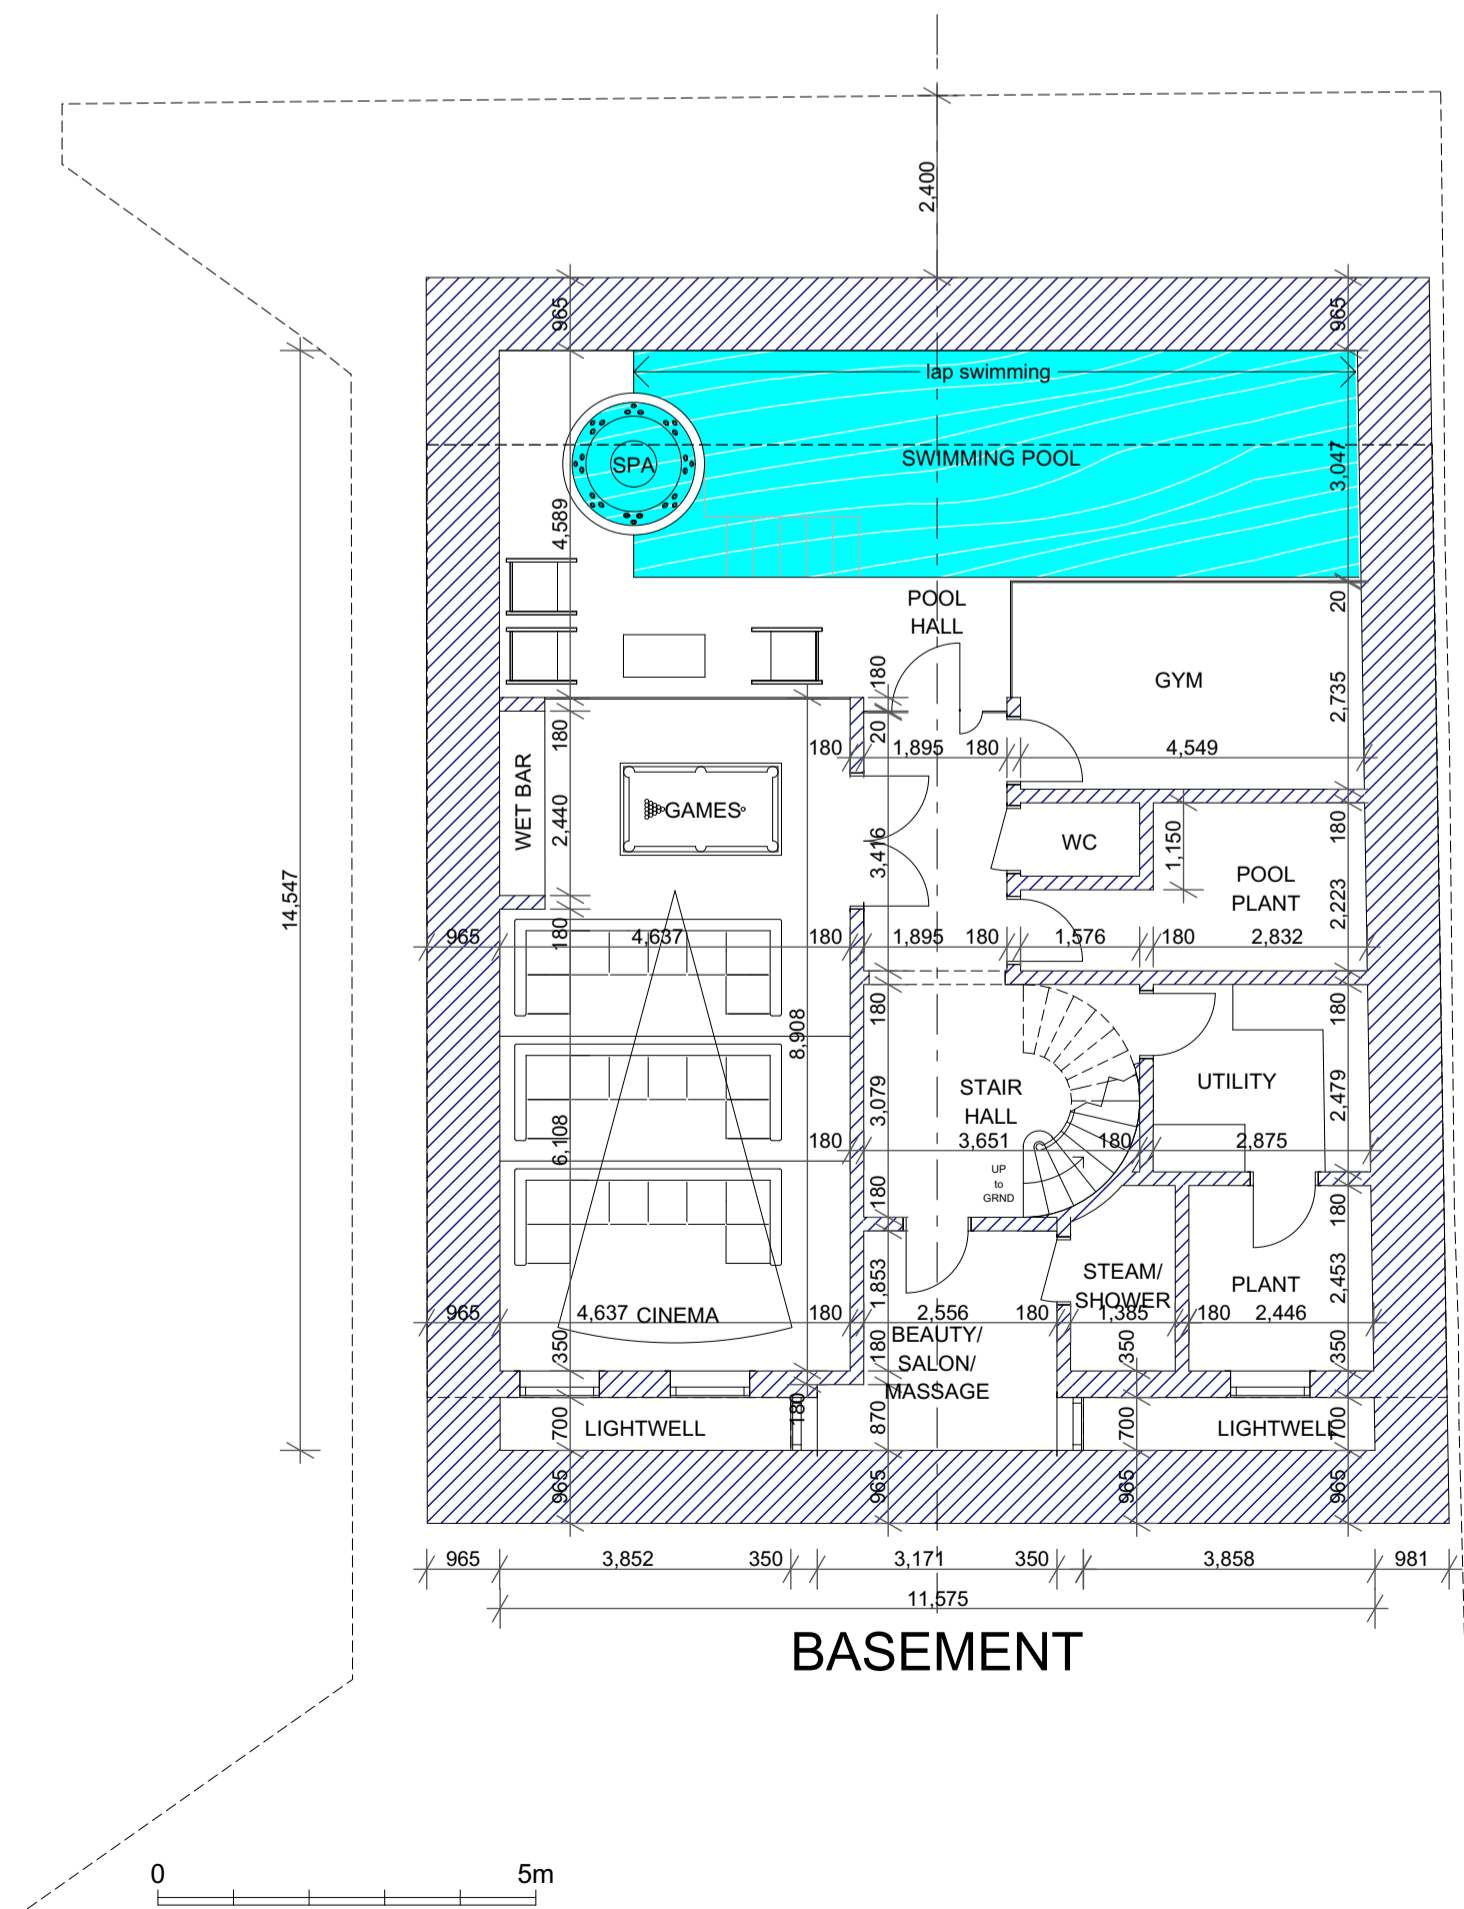 2,400
965
965
lap swimming
SPA
SWIMMING POOL
3,047
4,589
POOL
HALL
20
180
GYM
2,735
180
20
180
1,895
180
4,549
WET BAR
2,440
GAMES
3,416
WC
1,150
180
POOL
PLANT
2,223
14,547
965
180
4,637
180
1,895
180
1,576
180
2,832
8,908
180
180
STAIR
HALL
3,079
UTILITY
2,479
6,108
180
3,651
180
2,875
UP
to
GRND
180
180
1,853
STEAM/
SHOWER
PLANT
2,453
965
4,637
CINEMA
180
2,556
180
1,385
180
2,446
350
180
BEAUTY/
SALON/
MASSAGE
350
350
700
LIGHTWELL
180
870
700
LIGHTWELL
700
965
965
965
965
965
3,852
350
3,171
350
3,858
981
11,575
BASEMENT
0
5m